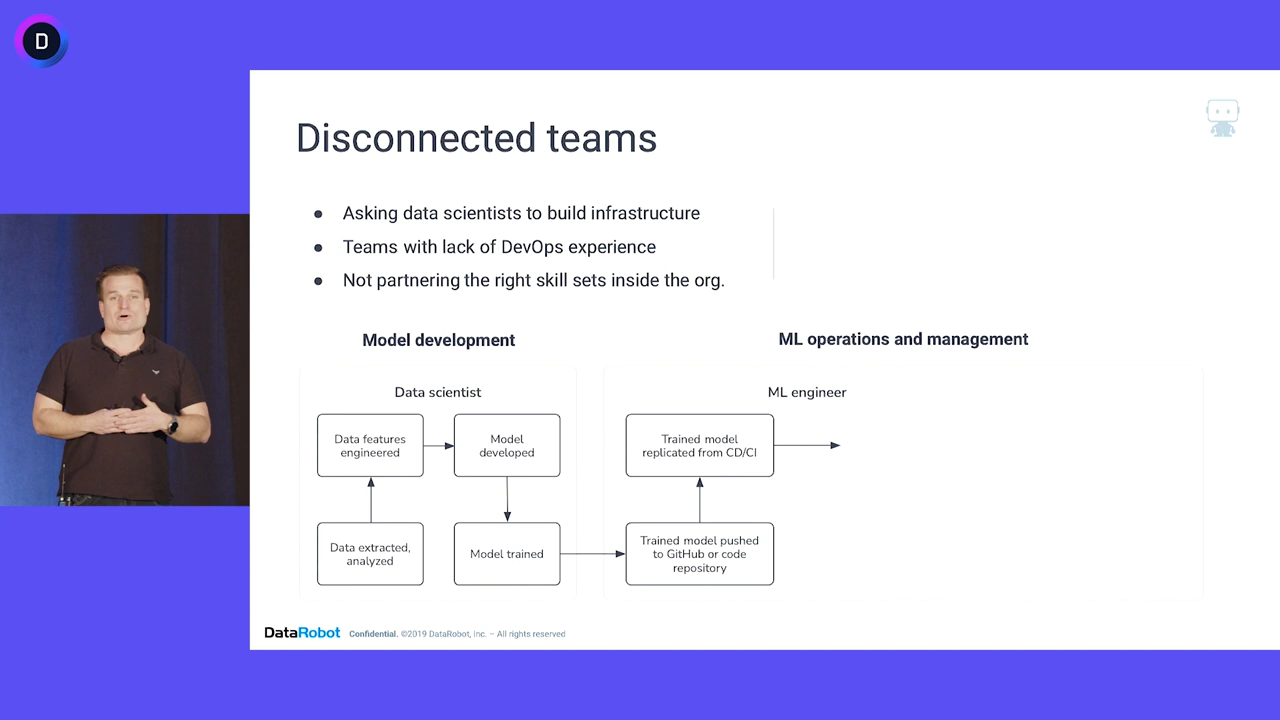 D
Disconnected teams
● Asking data scientists to build infrastructure
● Teams with lack of DevOps experience
● Not partnering the right skill sets inside the org.
Model development
ML operations and management
Data scientist
ML engineer
Data features
engineered
Model
developed
Trained model
replicated from CD/CI
Data extracted,
analyzed
Model trained
Trained model pushed
to GitHub or code
repository
DataRobot Confidential. ©2019 DataRobot, Inc. – All rights reserved